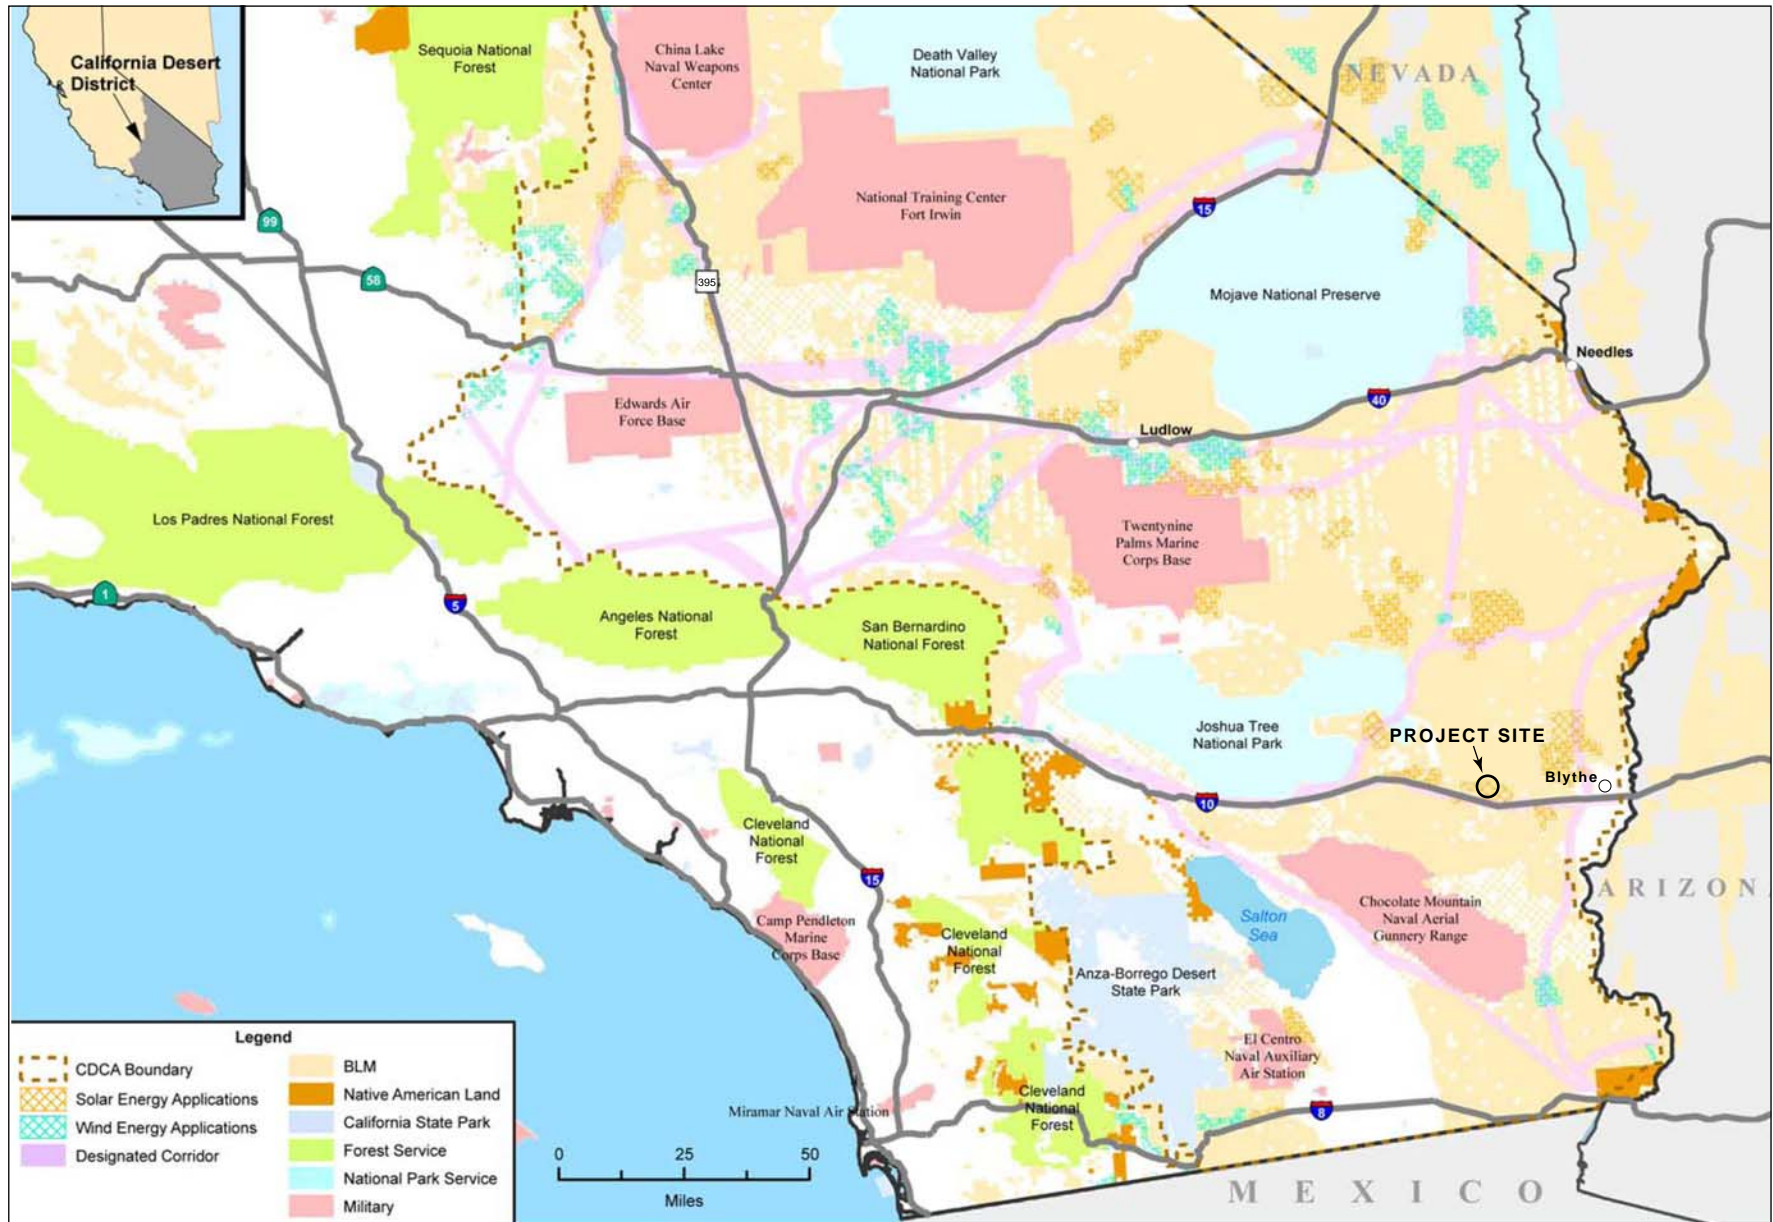 California Desert
District
Sequoia National
Forest
China Lake
Naval Weapons
Center
Death Valley
National Park
NEVADA
National Training Center
Fort Irwin
15
99
58
395
Mojave National Preserve
Needles
Edwards Air
Force Base
40
Ludlow
Los Padres National Forest
Twentynine
Palms Marine
Corps Base
1
5
Angeles National
Forest
San Bernardino
National Forest
Joshua Tree
National Park
PROJECT SITE
Blythe
10
Cleveland
National
Forest
15
Camp Pendleton
Marine
Corps Base
Cleveland
National
Forest
Salton
Sea
Chocolate Mountain
Naval Aerial
Gunnery Range
ARIZONA
Anza-Borrego Desert
State Park
El Centro
Naval Auxiliary
Air Station
Miramar Naval Air Station
Cleveland
National
Forest
8
MEXICO
Legend
CDCA Boundary
Solar Energy Applications
Wind Energy Applications
Designated Corridor
BLM
Native American Land
California State Park
Forest Service
National Park Service
Military
0 25 50
Miles